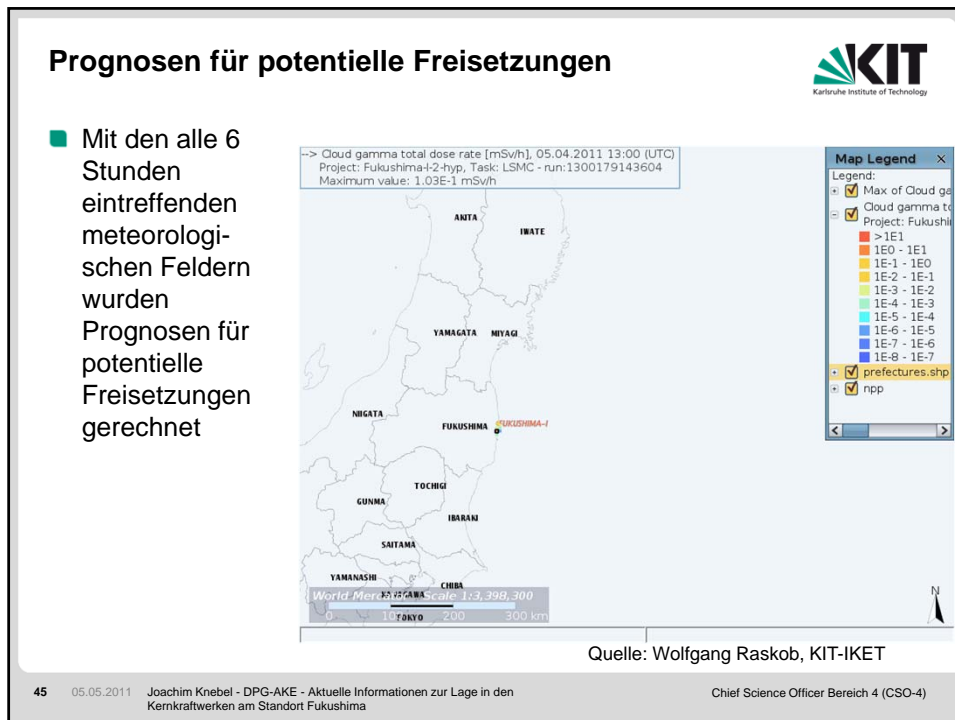 Prognosen für potentielle Freisetzungen
KIT
Karlsruhe Institute of Technology
Mit den alle 6
Stunden
eintreffenden
meteorologi-
schen Feldern
wurden
Prognosen für
potentielle
Freisetzungen
gerechnet
--> Cloud gamma total dose rate [mSv/h], 05.04.2011 13:00 (UTC)
Project: Fukushima-I-2-hyp, Task: LSMC - run:1300179143604
Maximum value: 1.03E-1 mSv/h
AKITA
IWATE
YAMAGATA
MIYAGI
NIIGATA
FUKUSHIMA
FUKUSHIMA-I
TOCHIGI
GUNMA
IBARAKI
SAITAMA
YAMANASHI
CHIBA
KANAGAWA
TOKYO
World Mercator Scale 1:3,398,300
0 100 200 300 km
Map Legend
Legend:
Max of Cloud ga
Cloud gamma to
Project: Fukushi
>1E1
1E0 - 1E1
1E-1 - 1E0
1E-2 - 1E-1
1E-3 - 1E-2
1E-4 - 1E-3
1E-5 - 1E-4
1E-6 - 1E-5
1E-7 - 1E-6
1E-8 - 1E-7
prefectures.shp
npp
N
Quelle: Wolfgang Raskob, KIT-IKET
45 05.05.2011 Joachim Knebel - DPG-AKE - Aktuelle Informationen zur Lage in den
Kernkraftwerken am Standort Fukushima
Chief Science Officer Bereich 4 (CSO-4)